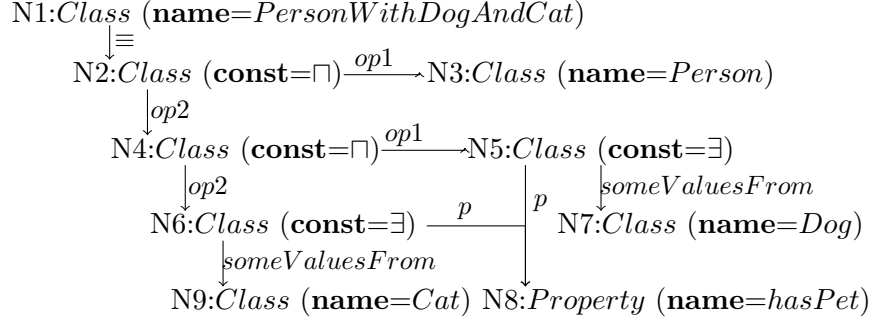 N1:Class (name=PersonWithDogAndCat)
≡
N2:Class (const=⊓) op1 N3:Class (name=Person)
op2
N4:Class (const=⊓) op1 N5:Class (const=∃)
op2 p someValuesFrom
N6:Class (const=∃) p N7:Class (name=Dog)
someValuesFrom
N9:Class (name=Cat) N8:Property (name=hasPet)